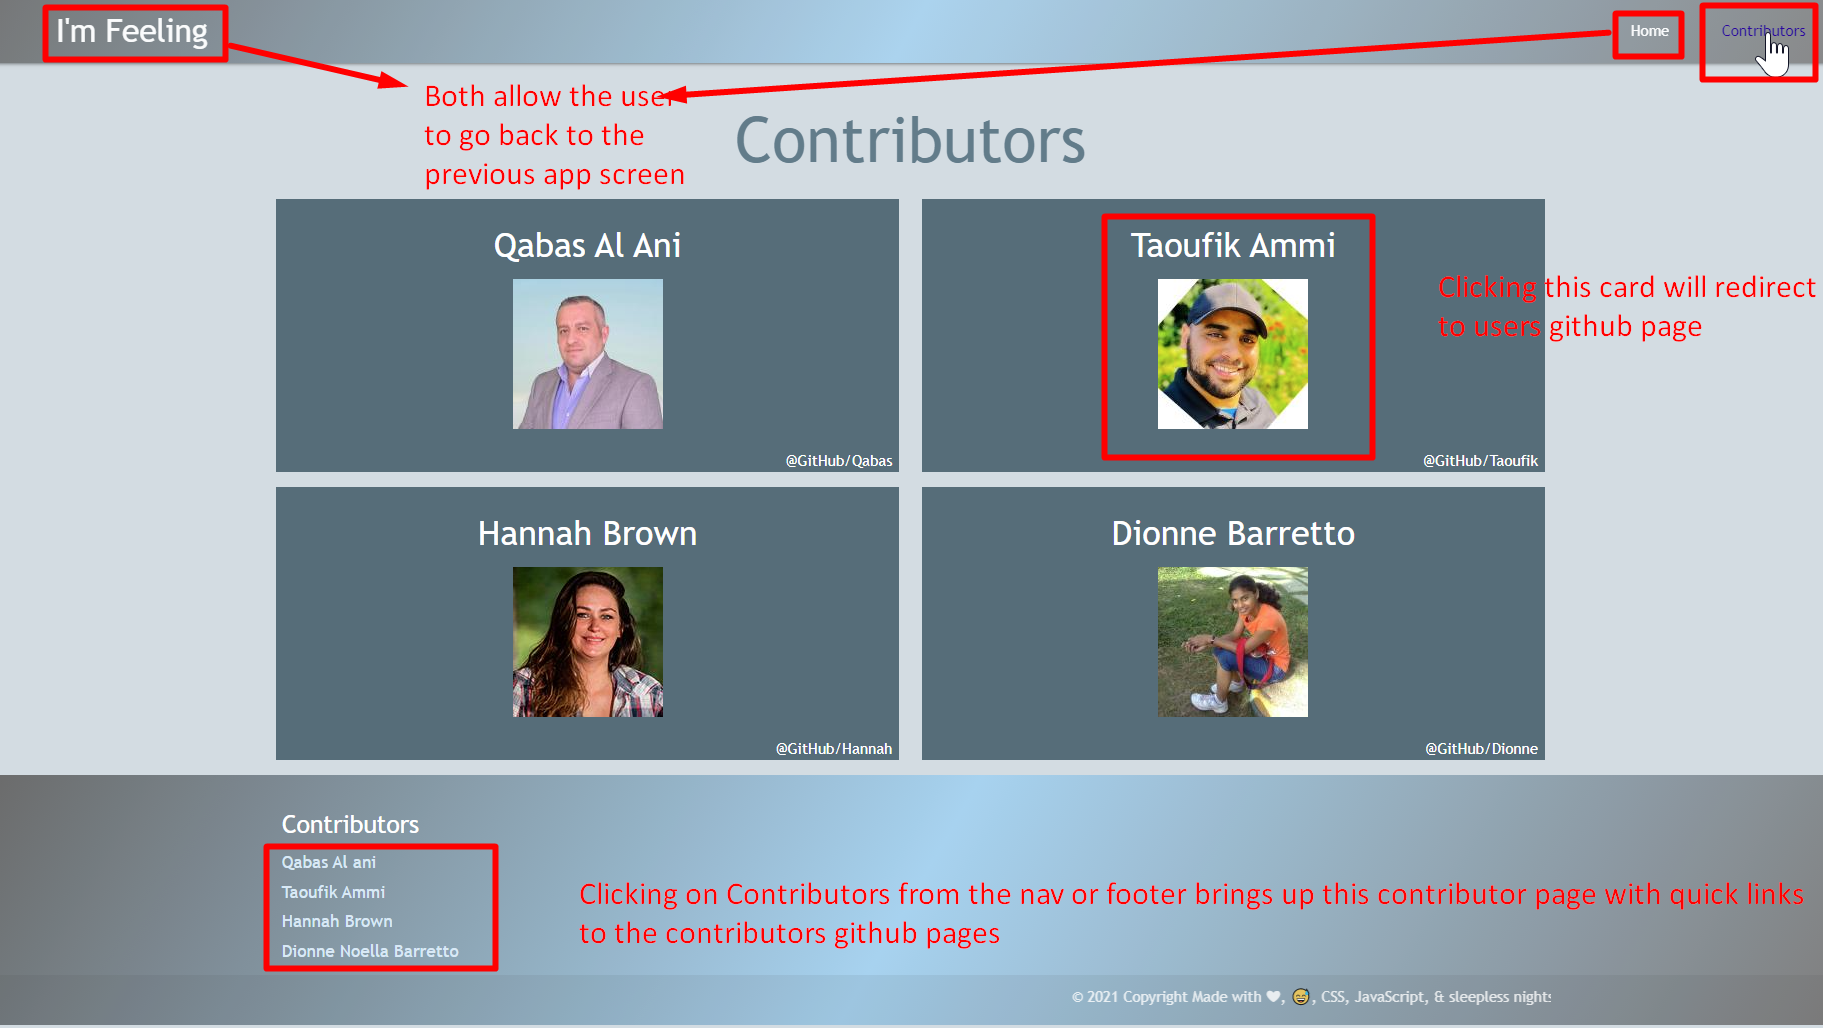 I'm Feeling
Home
Contributors
Both allow the user
to go back to the
previous app screen
Contributors
Qabas Al Ani
@GitHub/Qabas
Taoufik Ammi
@GitHub/Taoufik
Clicking this card will redirect
to users github page
Hannah Brown
@GitHub/Hannah
Dionne Barretto
@GitHub/Dionne
Contributors
Qabas Al ani
Taoufik Ammi
Hannah Brown
Dionne Noella Barretto
Clicking on Contributors from the nav or footer brings up this contributor page with quick links
to the contributors github pages
© 2021 Copyright Made with ❤, 😅, CSS, JavaScript, & sleepless nights